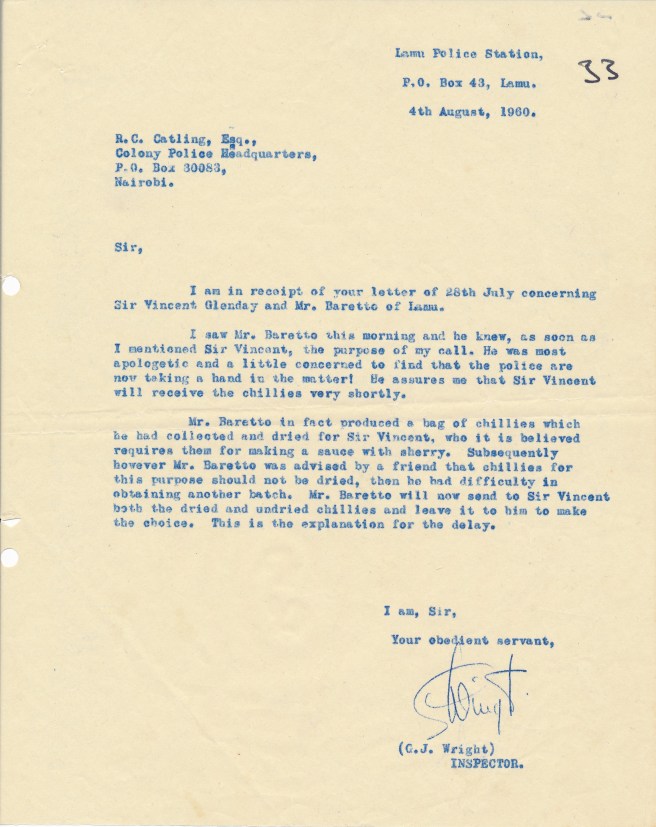 Lamu Police Station,
P.O. Box 43, Lamu.
33
4th August, 1960.
R.C. Catling, Esq.,
Colony Police Headquarters,
P.O. Box 30083,
Nairobi.
Sir,
I am in receipt of your letter of 28th July concerning
Sir Vincent Glenday and Mr. Baretto of Lamu.
I saw Mr. Baretto this morning and he knew, as soon as
I mentioned Sir Vincent, the purpose of my call. He was most
apologetic and a little concerned to find that the police are
now taking a hand in the matter! He assures me that Sir Vincent
will receive the chillies very shortly.
Mr. Baretto in fact produced a bag of chillies which
he had collected and dried for Sir Vincent, who it is believed
requires them for making a sauce with sherry. Subsequently
however Mr. Baretto was advised by a friend that chillies for
this purpose should not be dried, then he had difficulty in
obtaining another batch. Mr. Baretto will now send to Sir Vincent
both the dried and undried chillies and leave it to him to make
the choice. This is the explanation for the delay.
I am, Sir,
Your obedient servant,
(G.J. Wright)
INSPECTOR.